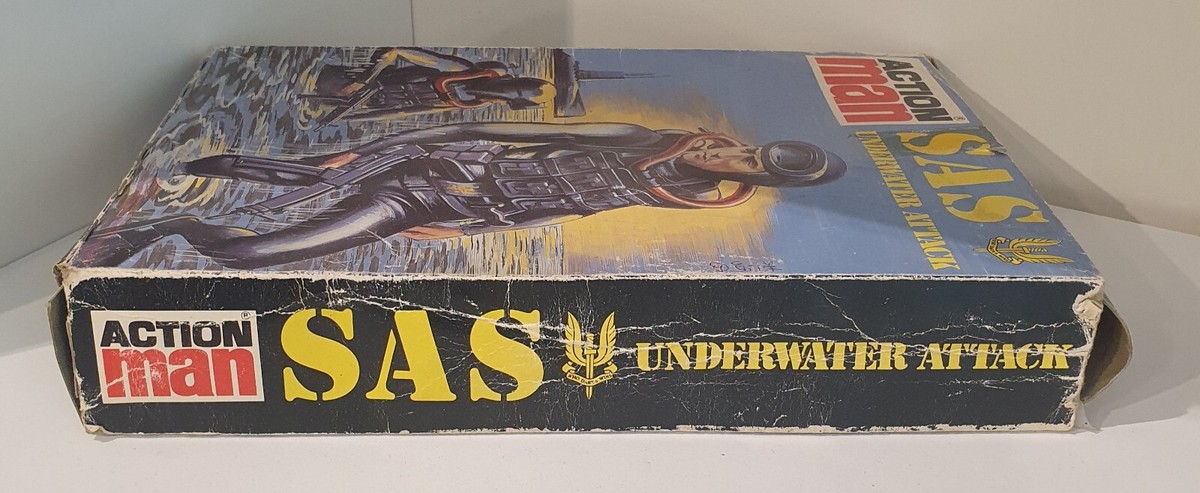 ACTION
man
SAS
UNDERWATER ATTACK
ACTION
man
SAS
UNDERWATER ATTACK